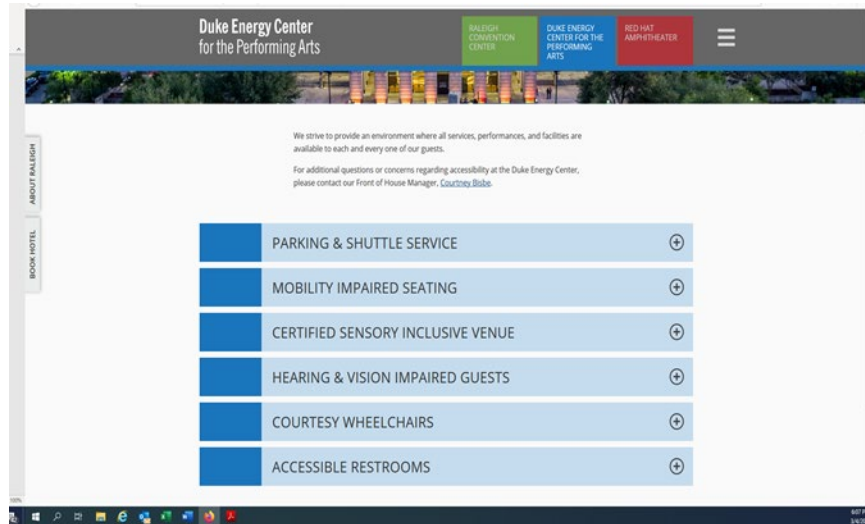 Duke Energy Center
for the Performing Arts
RALEIGH
CONVENTION
CENTER
DUKE ENERGY
CENTER FOR THE
PERFORMING
ARTS
RED HAT
AMPHITHEATER
ABOUT RALEIGH
BOOK HOTEL
We strive to provide an environment where all services, performances, and facilities are
available to each and every one of our guests.
For additional questions or concerns regarding accessibility at the Duke Energy Center,
please contact our Front of House Manager, Courtney Bisbe.
PARKING & SHUTTLE SERVICE
MOBILITY IMPAIRED SEATING
CERTIFIED SENSORY INCLUSIVE VENUE
HEARING & VISION IMPAIRED GUESTS
COURTESY WHEELCHAIRS
ACCESSIBLE RESTROOMS
100%